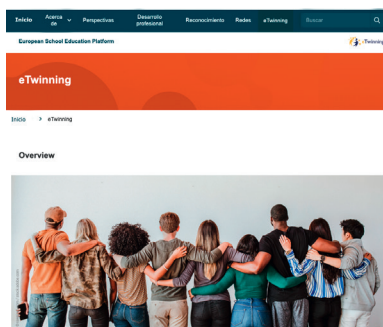 Inicio Acerca de Perspectivas Desarrollo profesional Reconocimiento Redes eTwinning Buscar
European School Education Platform
eTwinning
eTwinning
Inicio > eTwinning
Overview